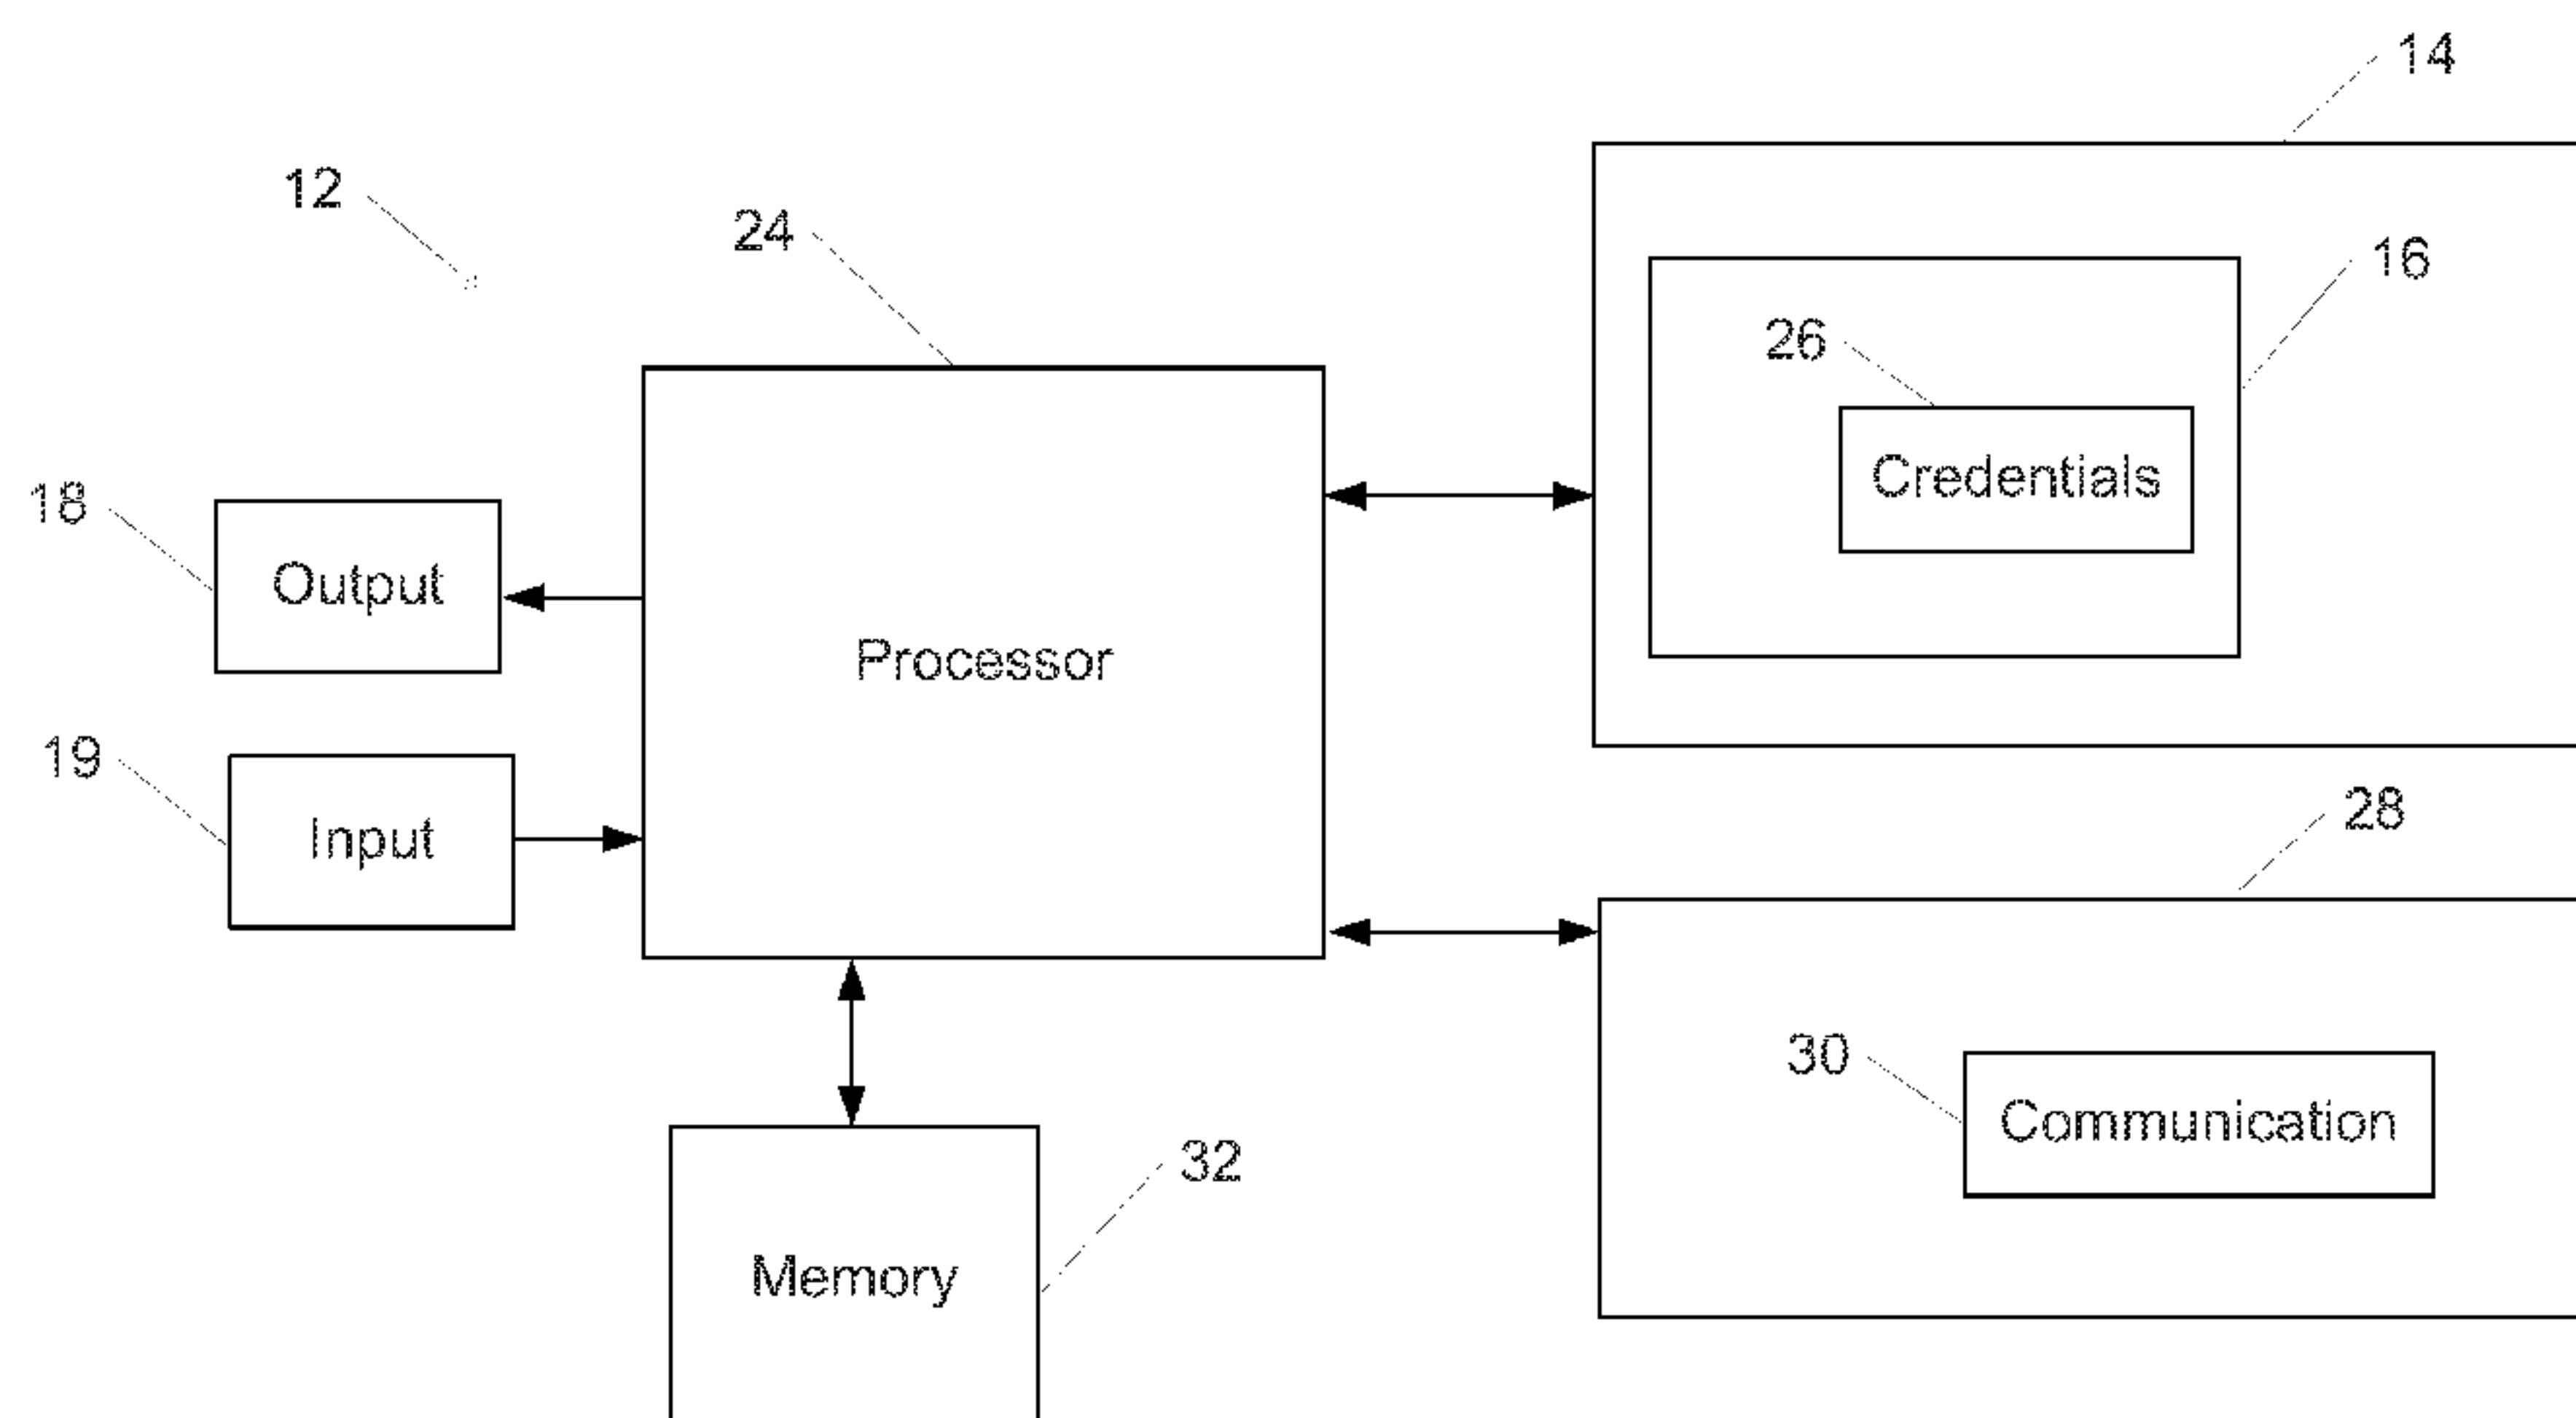 14
12
24
16
26
Credentials
18
Output
Processor
19
Input
28
30
Communication
32
Memory